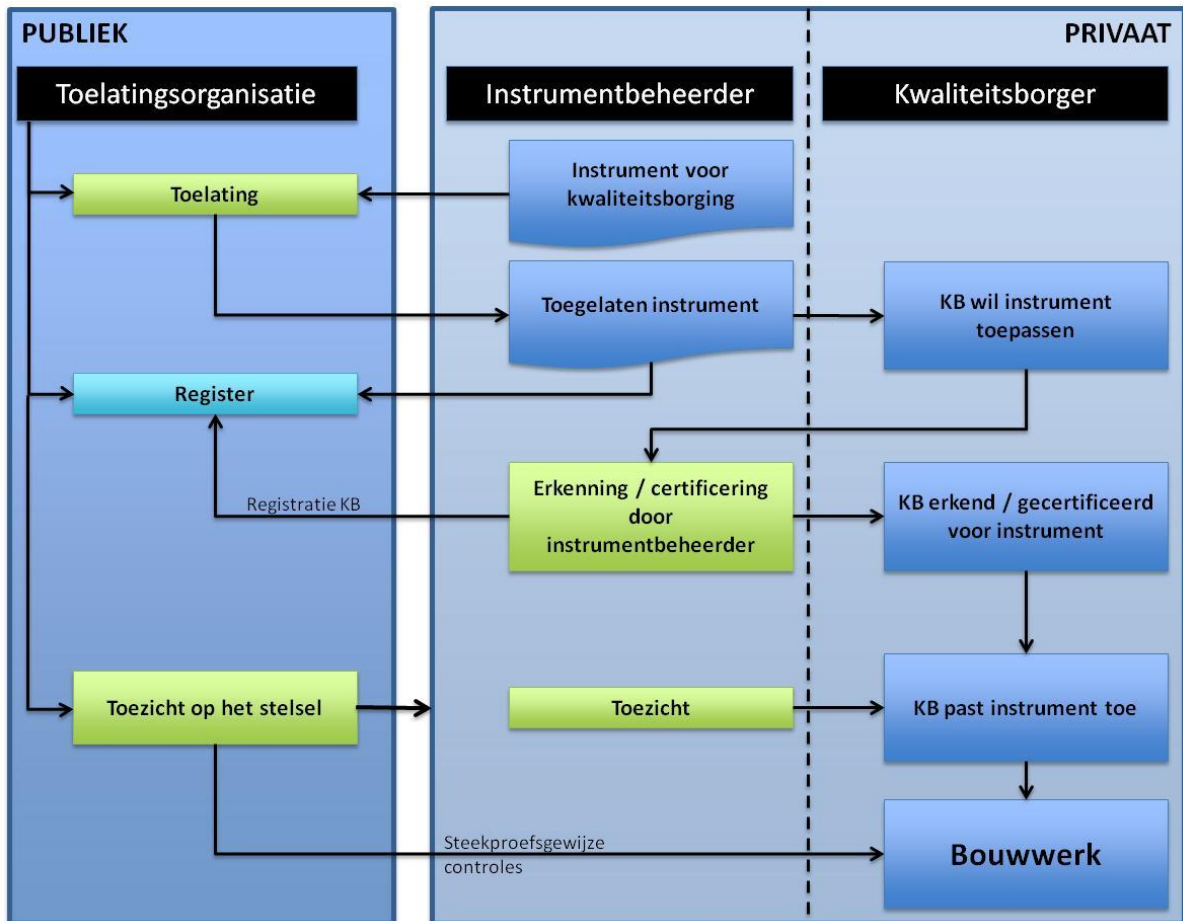 PUBLIEK
PRIVAAT
Toelatingsorganisatie
Instrumentbeheerder
Kwaliteitsborger
Instrument voor
kwaliteitsborging
Toelating
Toegelaten instrument
KB wil instrument
toepassen
Register
Registratie KB
Erkenning / certificering
door
instrumentbeheerder
KB erkend / gecertificeerd
voor instrument
Toezicht op het stelsel
Toezicht
KB past instrument toe
Steekproefsgewijze
controles
Bouwwerk